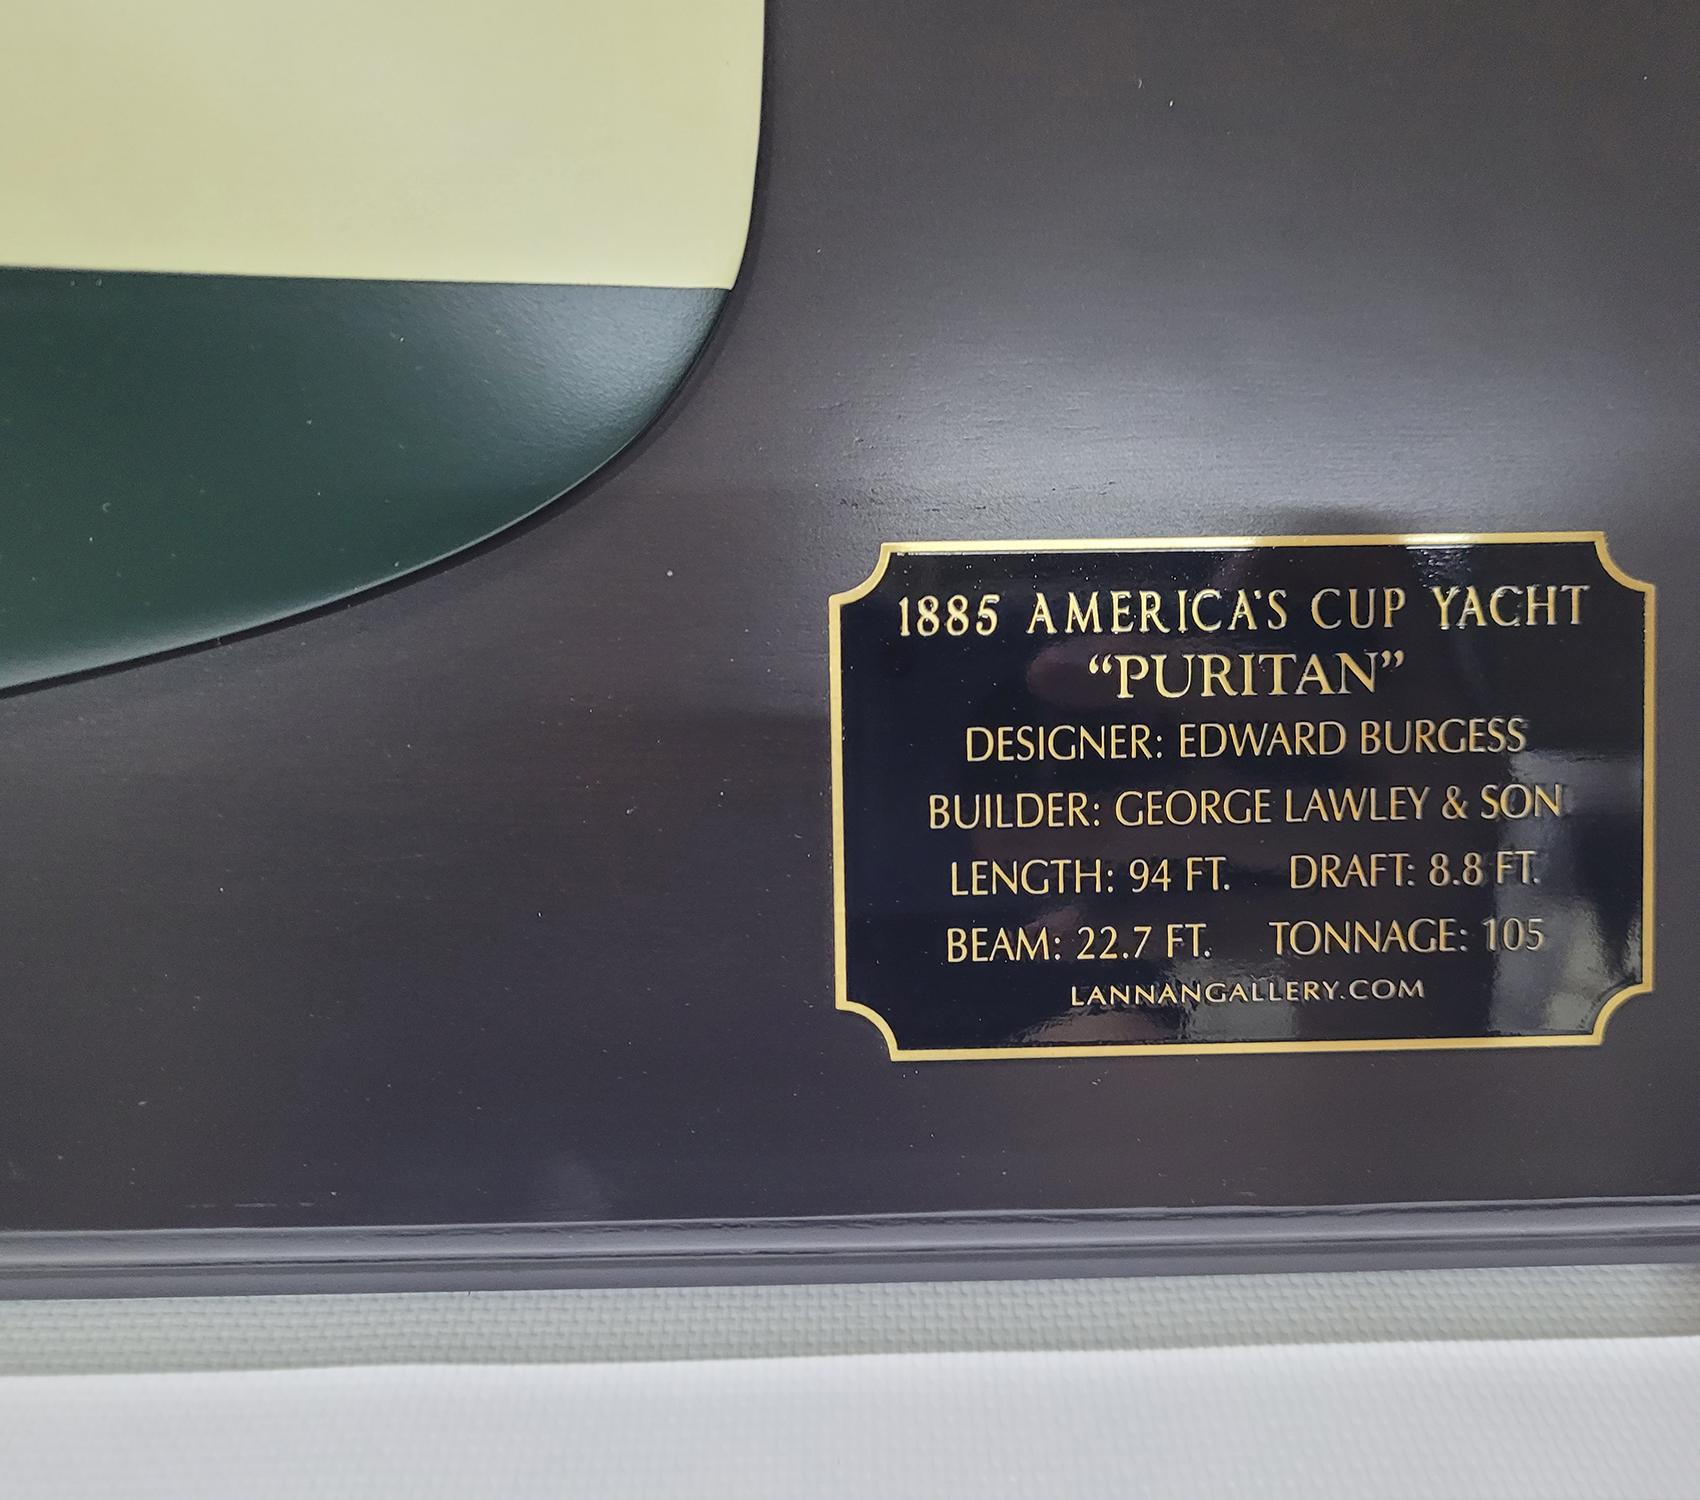 1885 AMERICA'S CUP YACHT
“PURITAN”
DESIGNER: EDWARD BURGESS
BUILDER: GEORGE LAWLEY & SON
LENGTH: 94 FT. DRAFT: 8.8 FT.
BEAM: 22.7 FT. TONNAGE: 105
LANNANGALLERY.COM